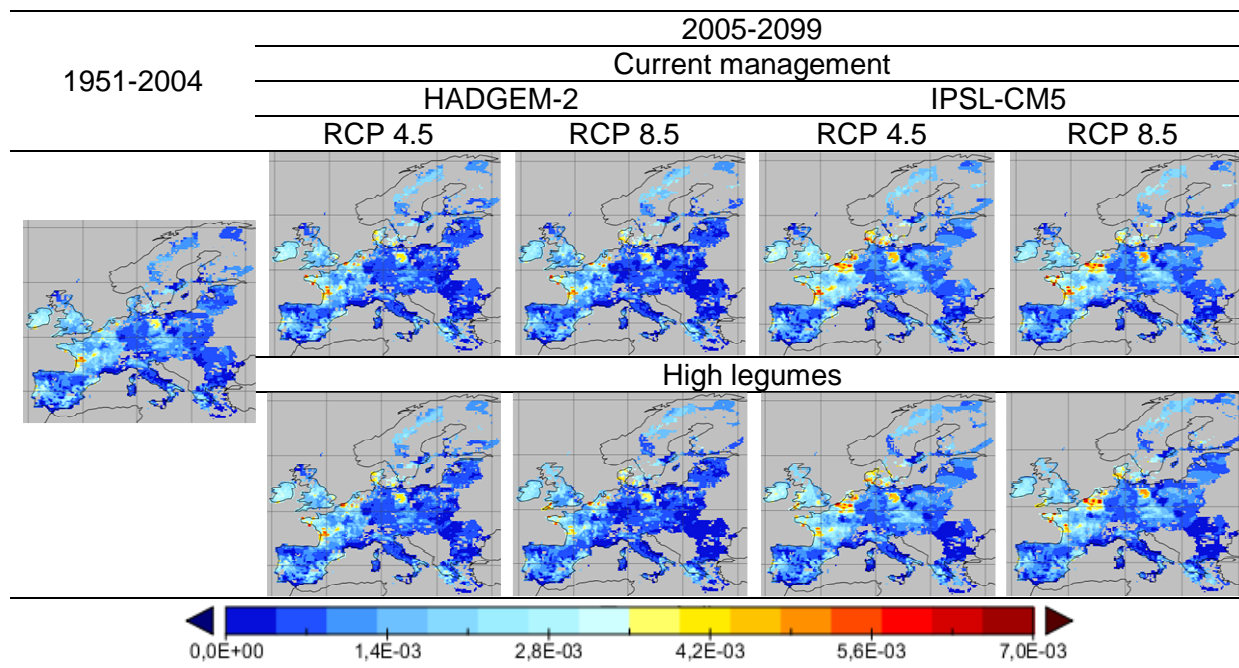 2005-2099
1951-2004
Current management
HADGEM-2 IPSL-CM5
RCP 4.5 RCP 8.5 RCP 4.5 RCP 8.5
High legumes
0,0E+00 1,4E-03 2,8E-03 4,2E-03 5,6E-03 7,0E-03